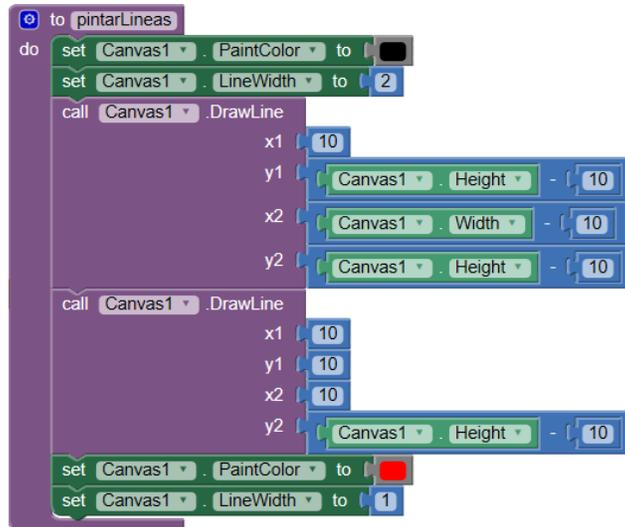 to pintarLineas
do set Canvas1 . PaintColor to
set Canvas1 . LineWidth to 2
call Canvas1 .DrawLine
x1 10
y1 Canvas1 . Height - 10
x2 Canvas1 . Width - 10
y2 Canvas1 . Height - 10
call Canvas1 .DrawLine
x1 10
y1 10
x2 10
y2 Canvas1 . Height - 10
set Canvas1 . PaintColor to
set Canvas1 . LineWidth to 1